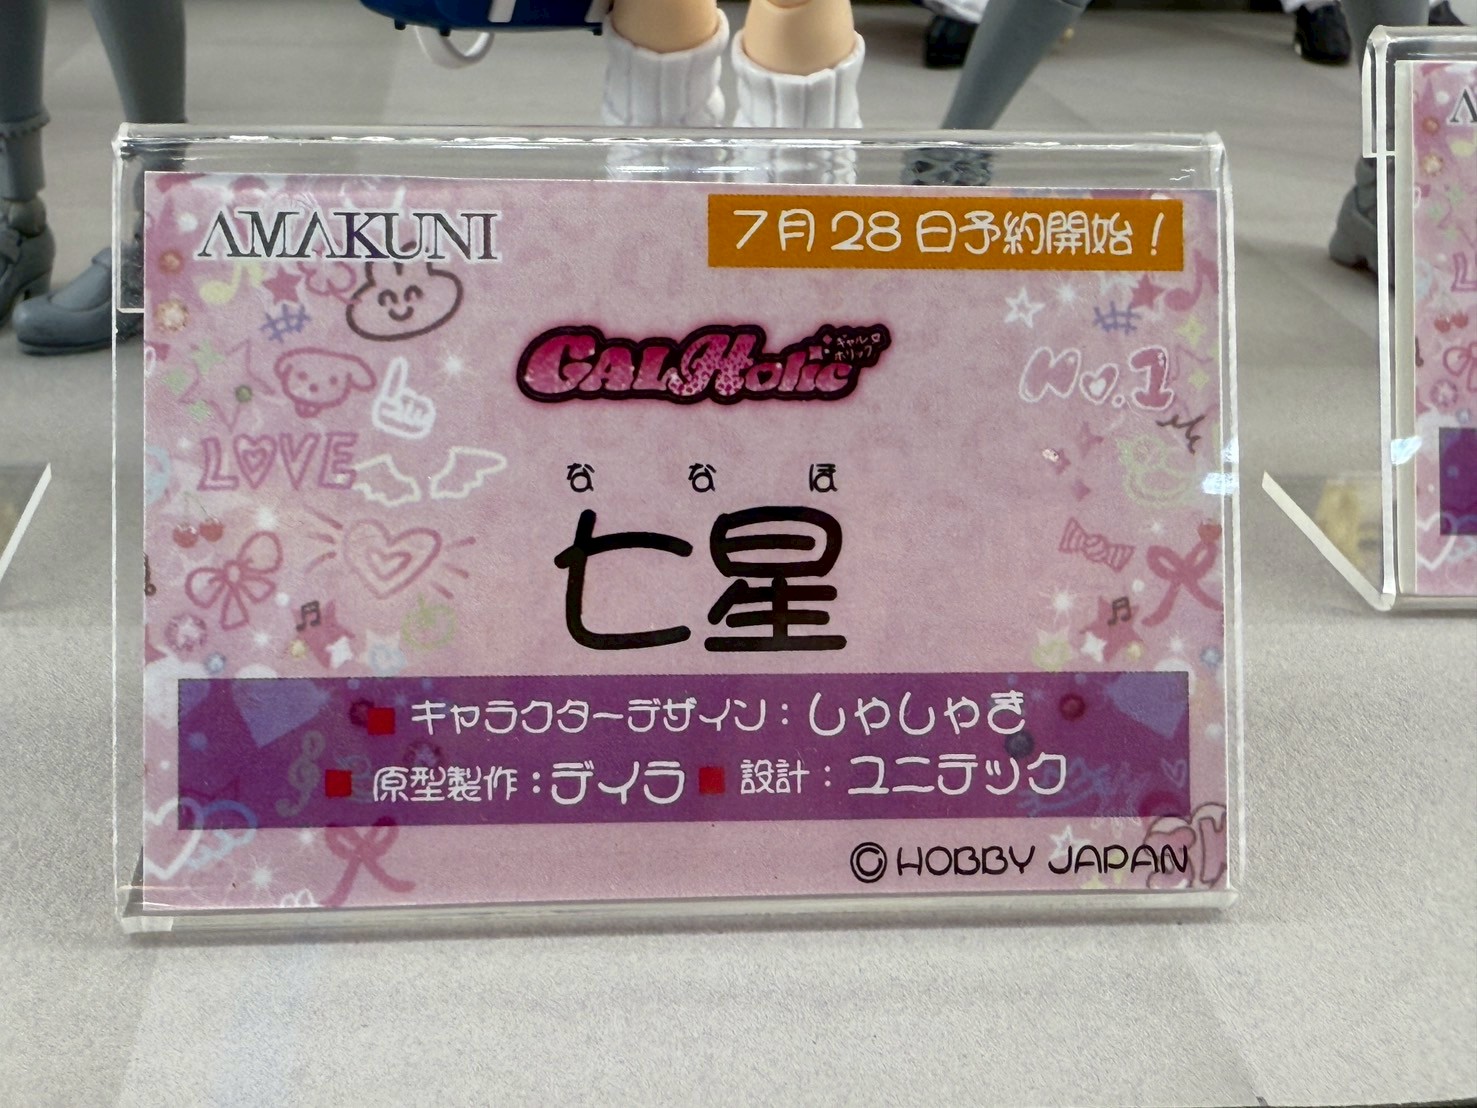 AMAKUNI
7月28日予約開始！
GALHolic
ギャル
ホリック
LOVE
No.1
ななほ
七星
■キャラクターデザイン：しゃしゃき
■原型製作：デイラ■設計：ユニテック
©HOBBY JAPAN